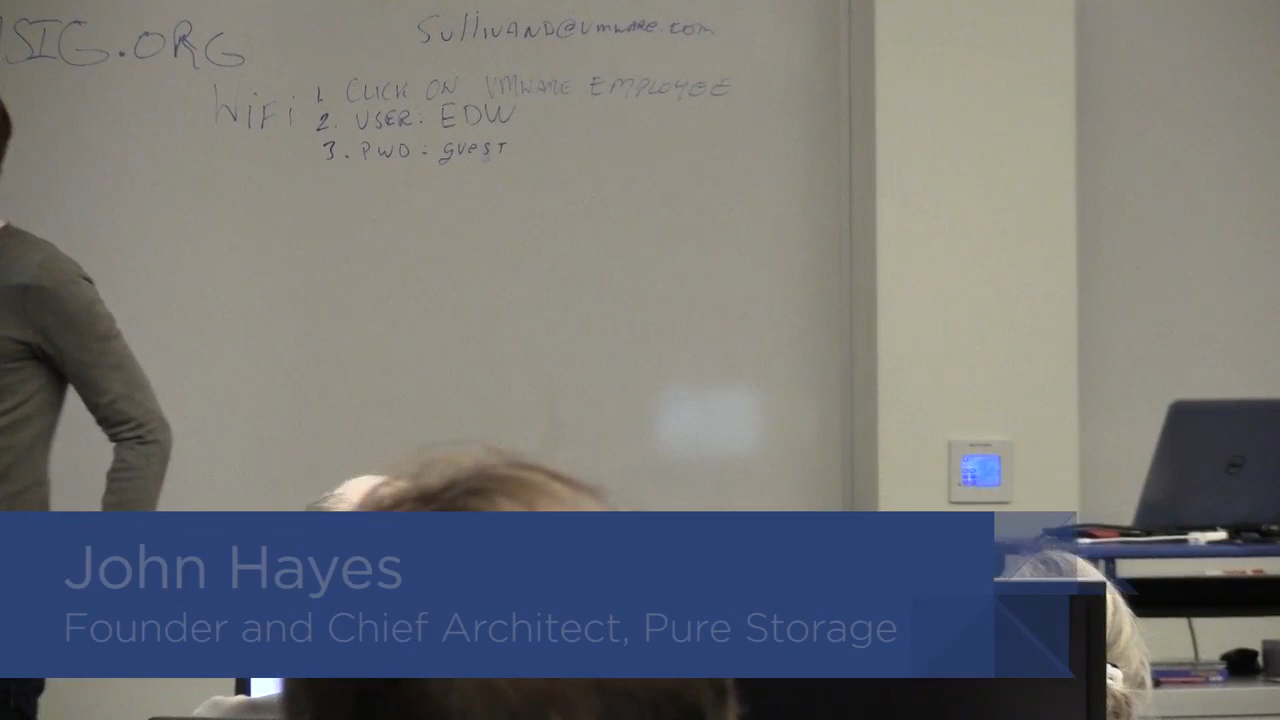 SIG.ORG
SullivanD@vmware.com
WiFi 1. CLICK ON VMWARE EMPLOYEE
2. USER: EDW
3. PWD: guest
John Hayes
Founder and Chief Architect, Pure Storage